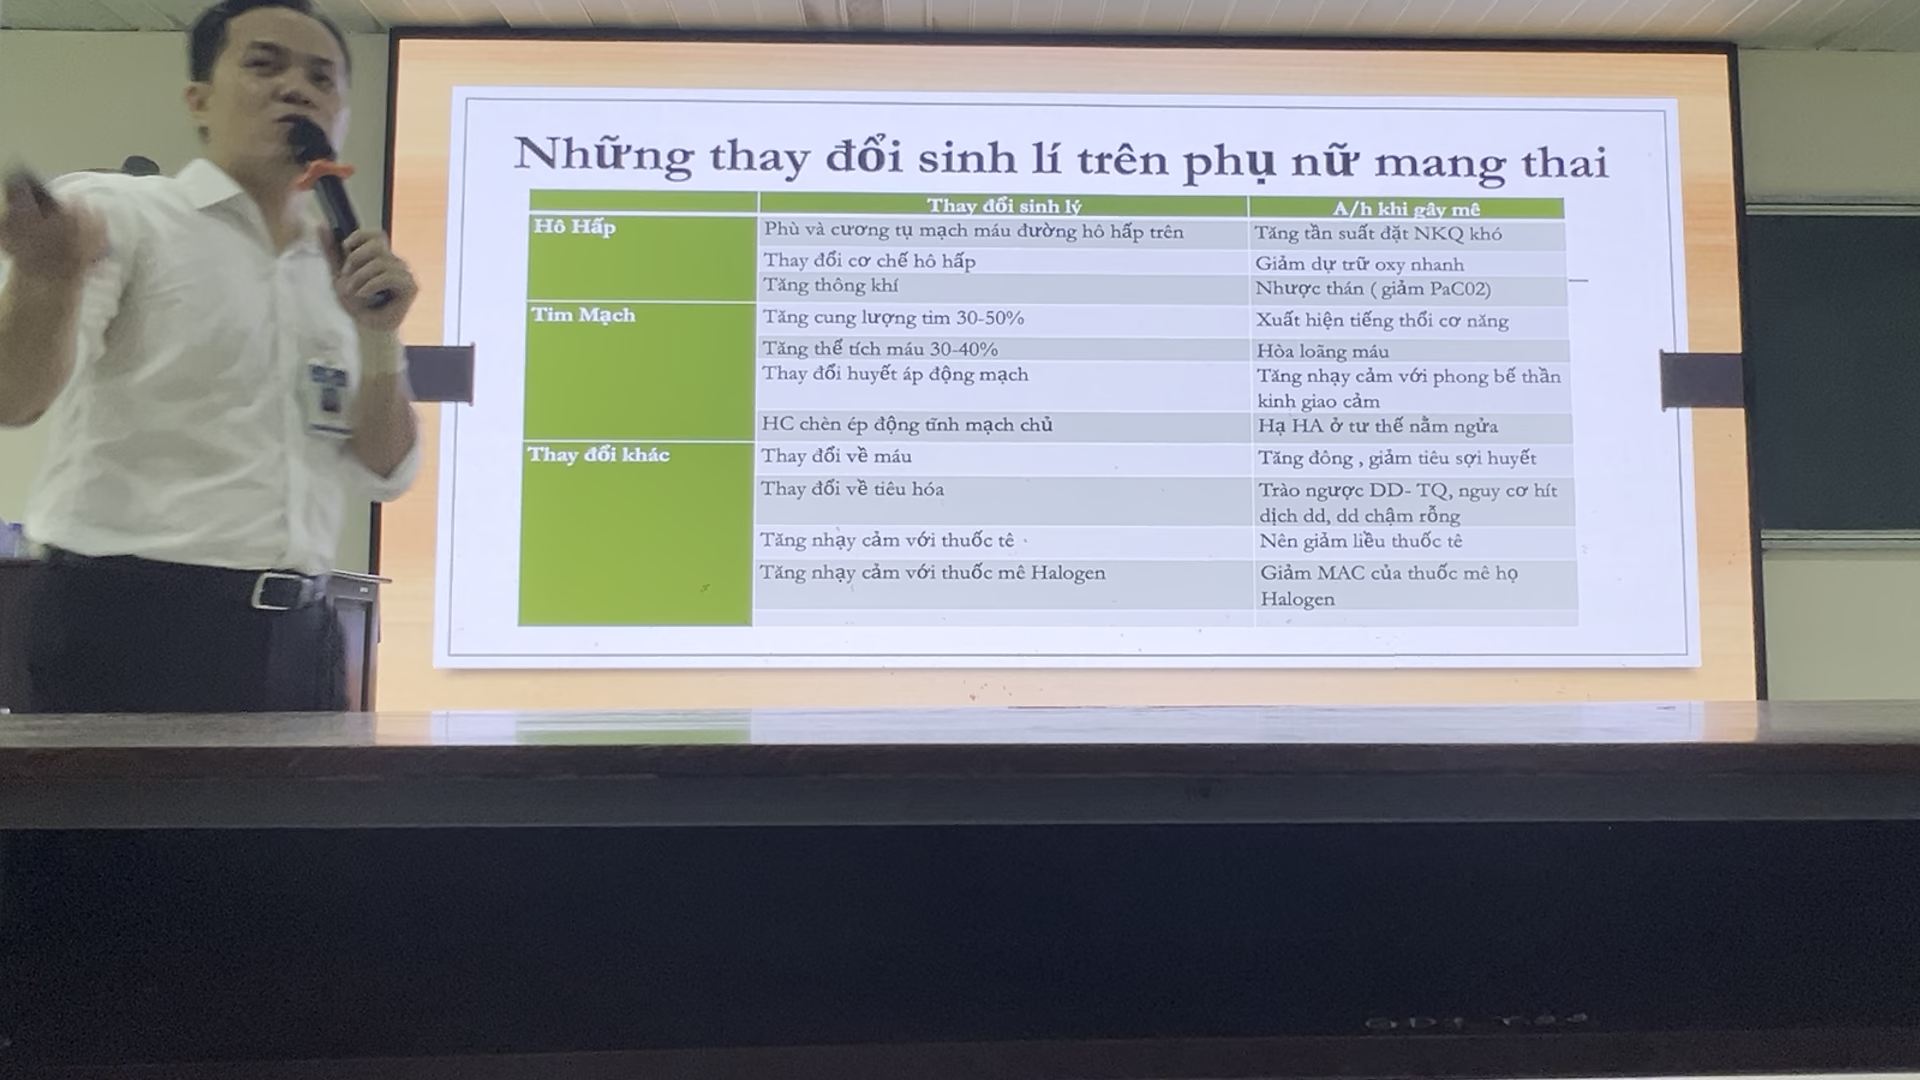 Những thay đổi sinh lí trên phụ nữ mang thai
Thay đổi sinh lý A/h khi gây mê
Hô Hấp Phù và cương tụ mạch máu đường hô hấp trên Tăng tần suất đặt NKQ khó
Thay đổi cơ chế hô hấp Giảm dự trữ oxy nhanh
Tăng thông khí Nhược thán ( giảm PaC02)
Tim Mạch Tăng cung lượng tim 30-50% Xuất hiện tiếng thổi cơ năng
Tăng thể tích máu 30-40% Hòa loãng máu
Thay đổi huyết áp động mạch Tăng nhạy cảm với phong bế thần
kinh giao cảm
HC chèn ép động tĩnh mạch chủ Hạ HA ở tư thế nằm ngửa
Thay đổi khác Thay đổi về máu Tăng đông , giảm tiêu sợi huyết
Thay đổi về tiêu hóa Trào ngược DD- TQ, nguy cơ hít
dịch dd, dd chậm rỗng
Tăng nhạy cảm với thuốc tê Nên giảm liều thuốc tê
Tăng nhạy cảm với thuốc mê Halogen Giảm MAC của thuốc mê họ
Halogen